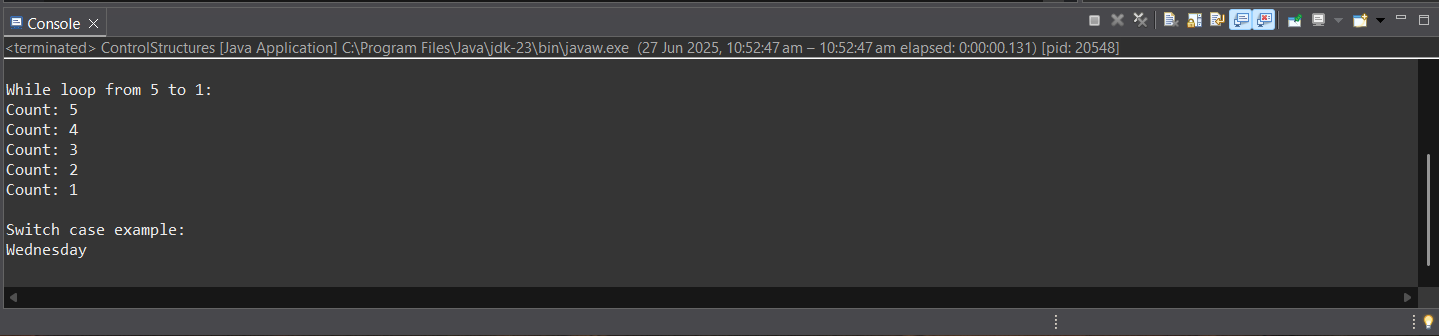 Console
<terminated> ControlStructures [Java Application] C:\Program Files\Java\jdk-23\bin\javaw.exe (27 Jun 2025, 10:52:47 am – 10:52:47 am elapsed: 0:00:00.131) [pid: 20548]
While loop from 5 to 1:
Count: 5
Count: 4
Count: 3
Count: 2
Count: 1
Switch case example:
Wednesday